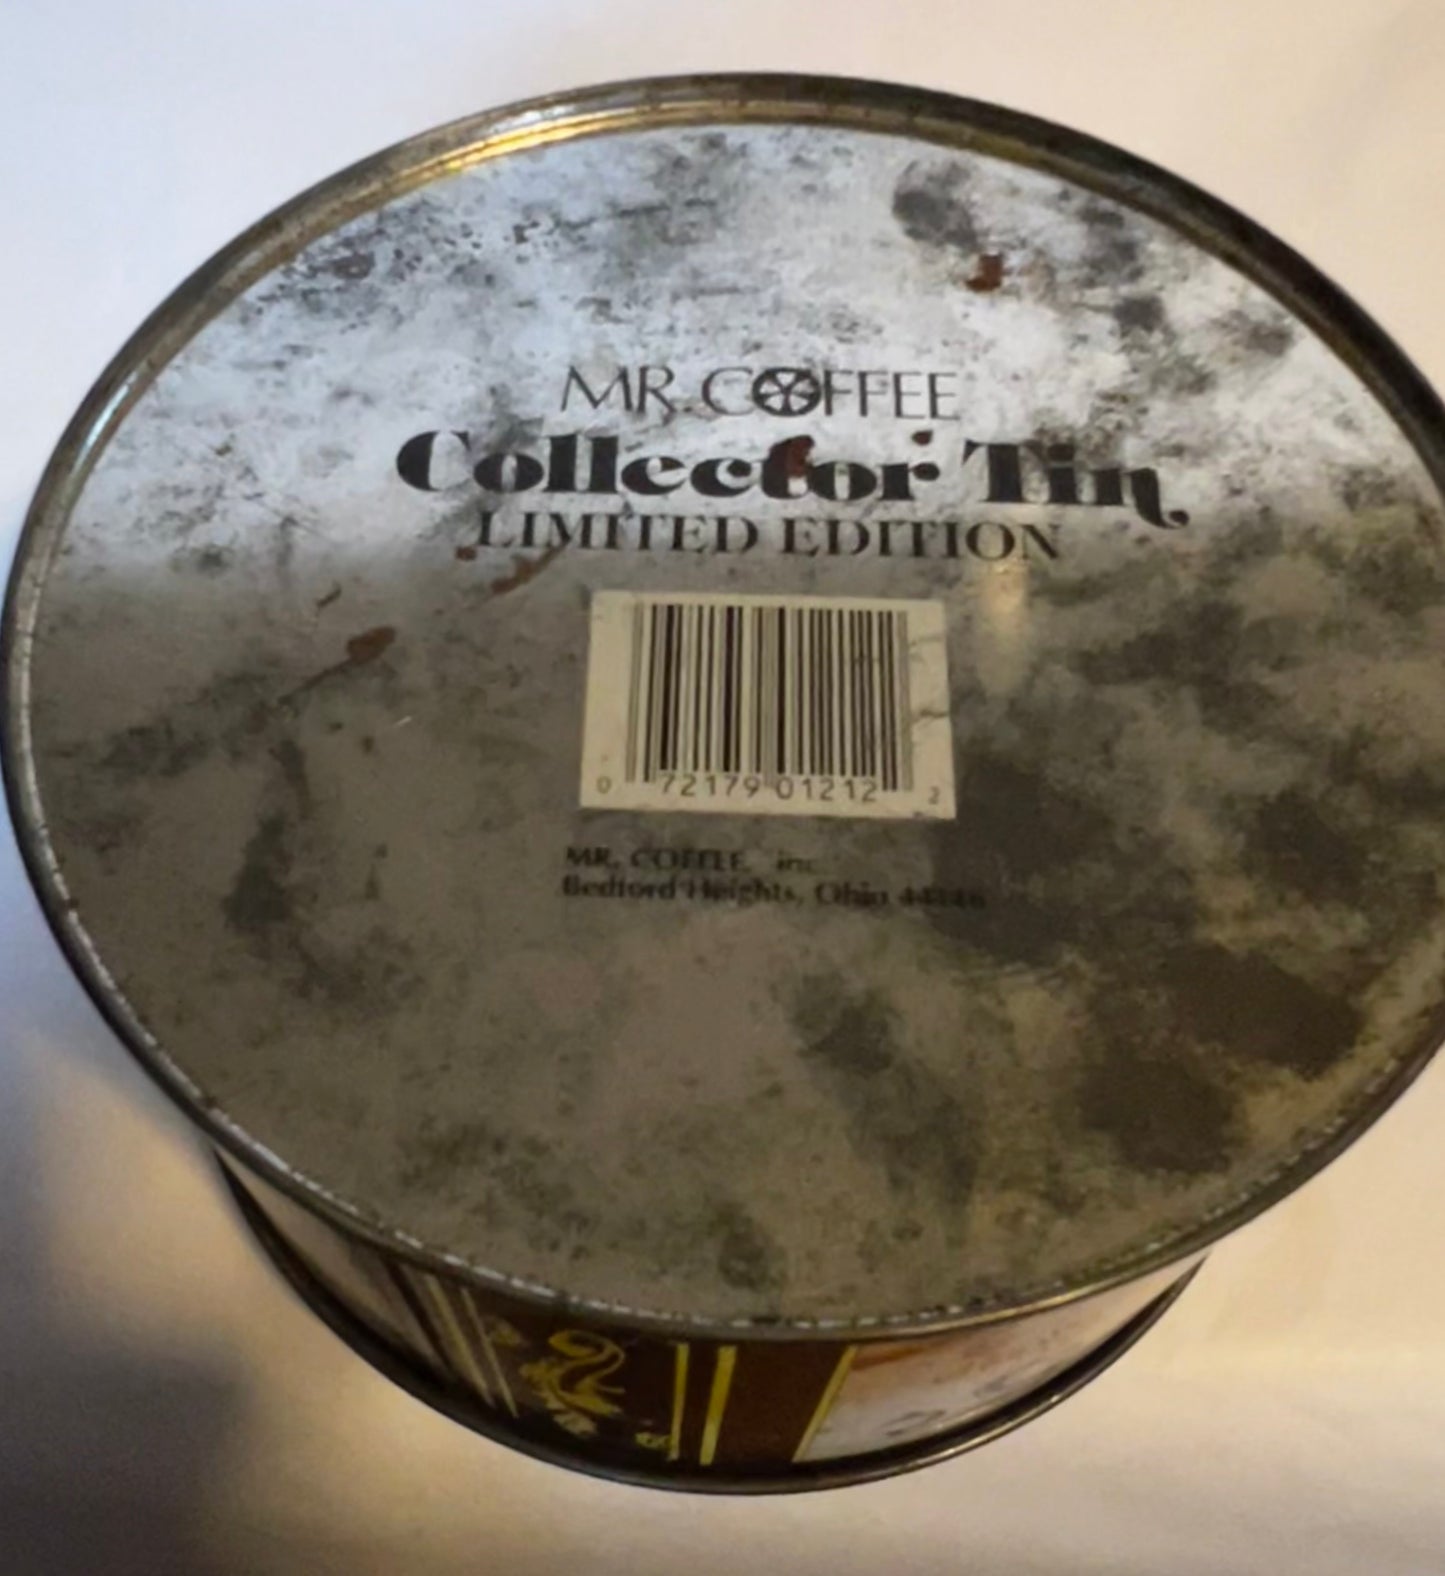 MR. COFFEE
Collector Tin
LIMITED EDITION
0 72179 01212 2
MR. COFFEE, inc.
Bedford Heights, Ohio